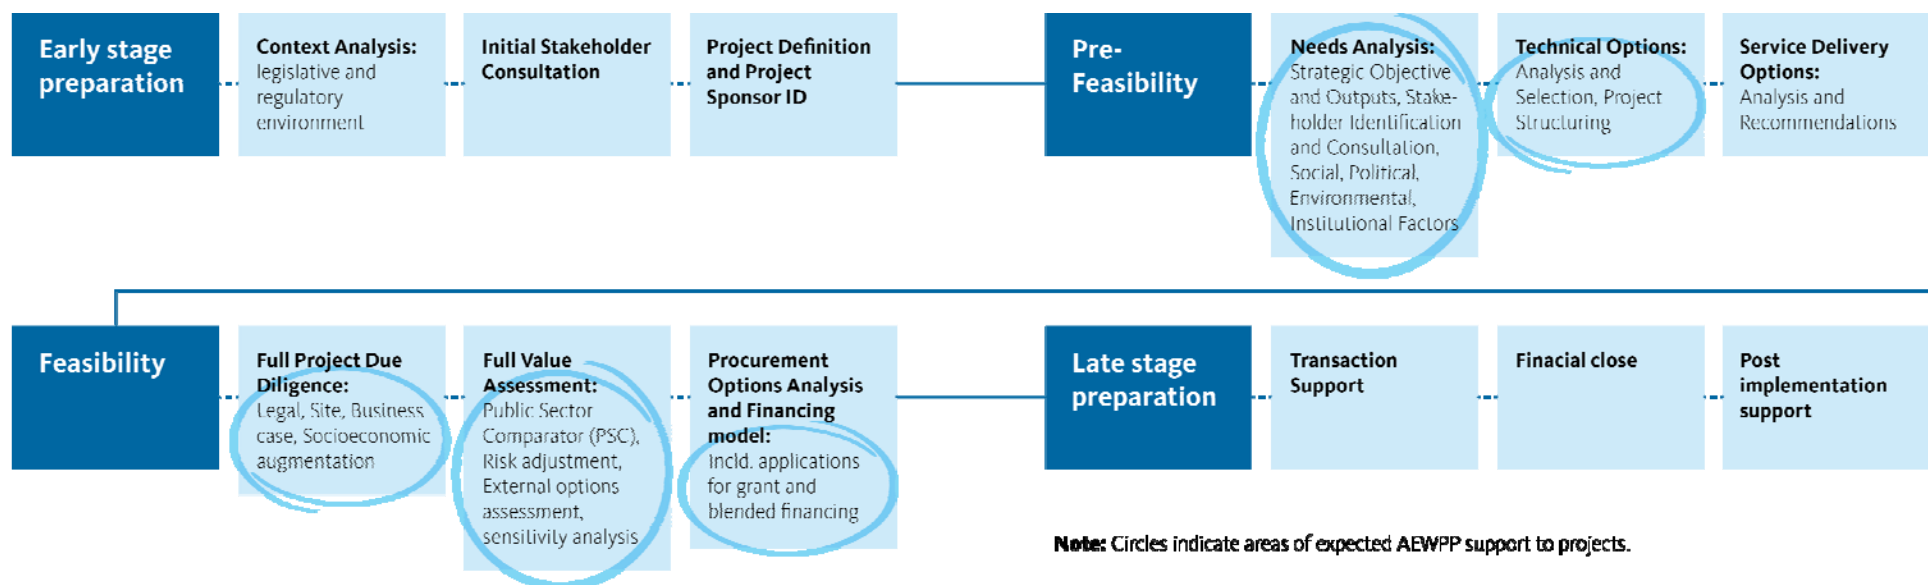 Early stage
preparation
Context Analysis:
legislative and
regulatory
environment
Initial Stakeholder
Consultation
Project Definition
and Project
Sponsor ID
Pre-
Feasibility
Needs Analysis:
Strategic Objective
and Outputs, Stake-
holder Identification
and Consultation,
Social, Political,
Environmental,
Institutional Factors
Technical Options:
Analysis and
Selection, Project
Structuring
Service Delivery
Options:
Analysis and
Recommendations
Feasibility
Full Project Due
Diligence:
Legal, Site, Business
case, Socioeconomic
augmentation
Full Value
Assessment:
Public Sector
Comparator (PSC),
Risk adjustment,
External options
assessment,
sensitivity analysis
Procurement
Options Analysis
and Financing
model:
Incld. applications
for grant and
blended financing
Late stage
preparation
Transaction
Support
Finacial close
Post
implementation
support
Note: Circles indicate areas of expected AEWPP support to projects.